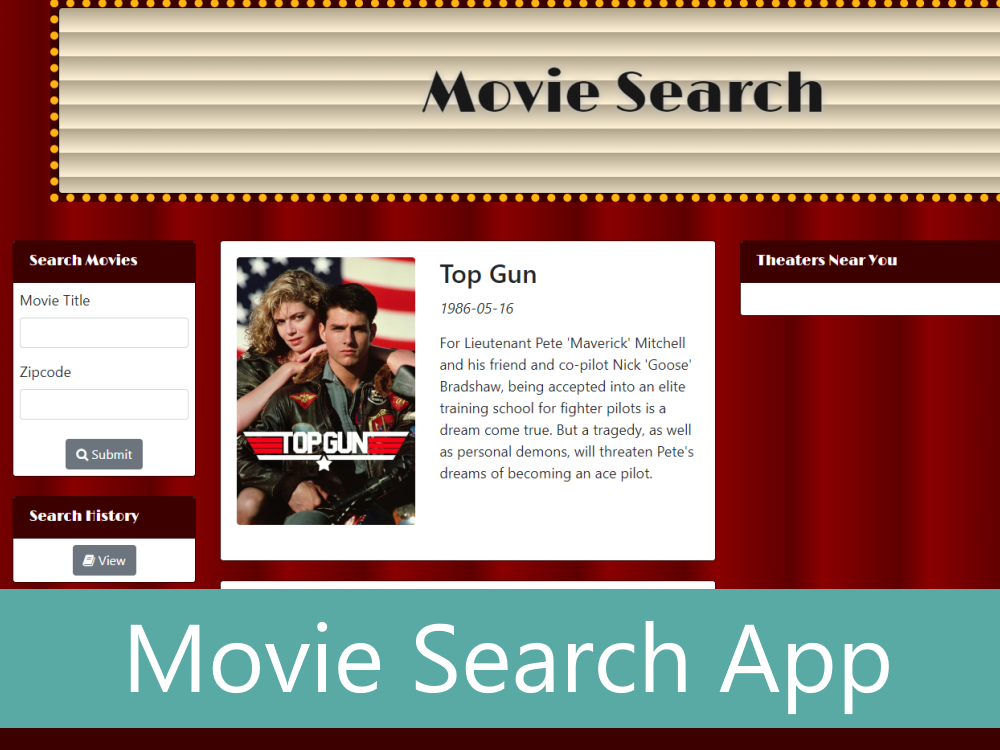 Movie Search
Search Movies
Movie Title
Zipcode
Submit
Search History
View
TOP GUN
Top Gun
1986-05-16
For Lieutenant Pete 'Maverick' Mitchell
and his friend and co-pilot Nick 'Goose'
Bradshaw, being accepted into an elite
training school for fighter pilots is a
dream come true. But a tragedy, as well
as personal demons, will threaten Pete's
dreams of becoming an ace pilot.
Theaters Near You
Movie Search App